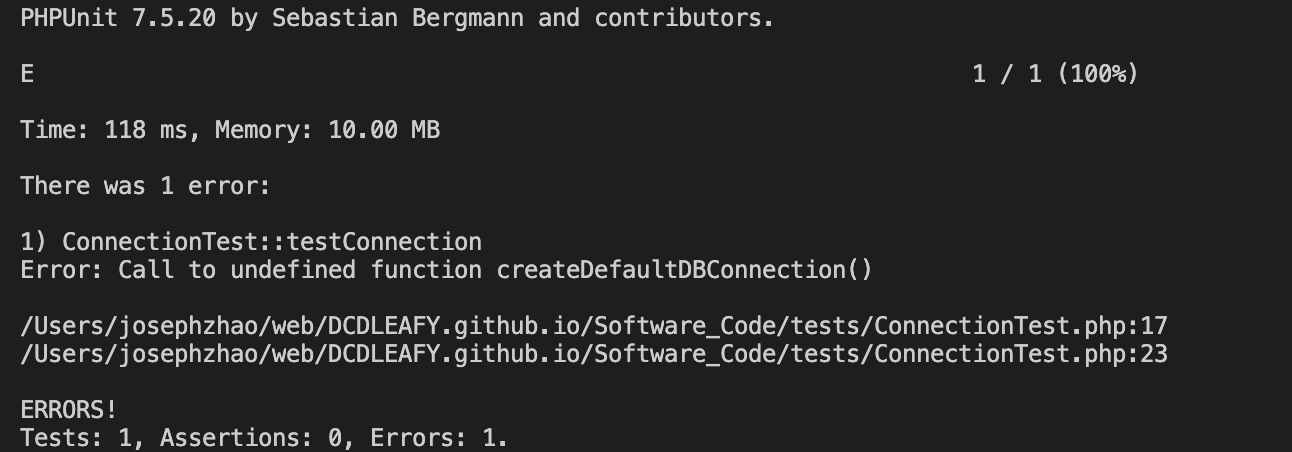 PHPUnit 7.5.20 by Sebastian Bergmann and contributors.
E 1 / 1 (100%)
Time: 118 ms, Memory: 10.00 MB
There was 1 error:
1) ConnectionTest::testConnection
Error: Call to undefined function createDefaultDBConnection()
/Users/josephzhao/web/DCDLEAFY.github.io/Software_Code/tests/ConnectionTest.php:17
/Users/josephzhao/web/DCDLEAFY.github.io/Software_Code/tests/ConnectionTest.php:23
ERRORS!
Tests: 1, Assertions: 0, Errors: 1.